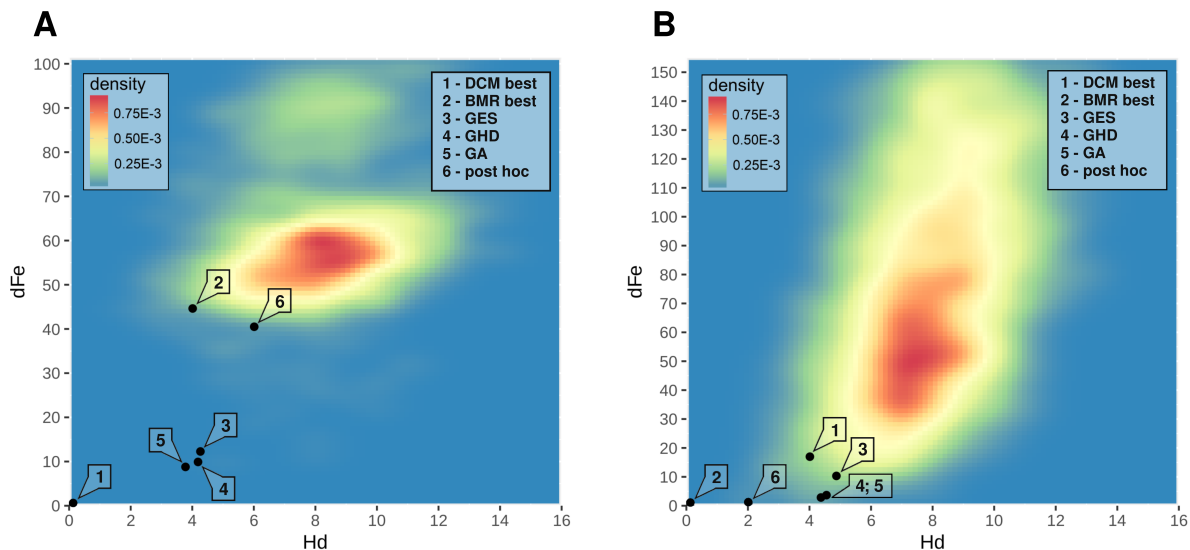 A
B
density
0.75E-3
0.50E-3
0.25E-3
1 - DCM best
2 - BMR best
3 - GES
4 - GHD
5 - GA
6 - post hoc
100
90
80
70
60
50
40
30
20
10
0
dFe
2
6
3
5
4
1
0 2 4 6 8 10 12 14 16
Hd
density
0.75E-3
0.50E-3
0.25E-3
1 - DCM best
2 - BMR best
3 - GES
4 - GHD
5 - GA
6 - post hoc
150
140
130
120
110
100
90
80
70
60
50
40
30
20
10
0
dFe
1
3
2
6
4; 5
0 2 4 6 8 10 12 14 16
Hd